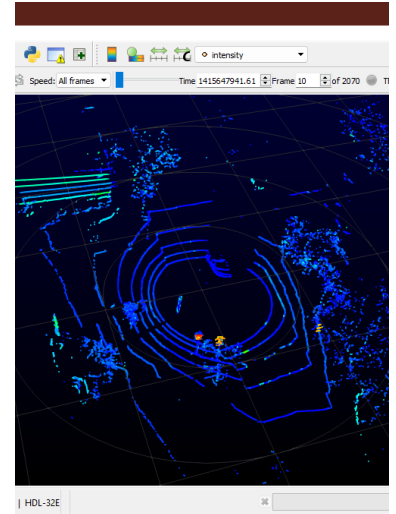 intensity
Speed: All frames Time 1415647941.61 Frame 10 of 2070
| HDL-32E